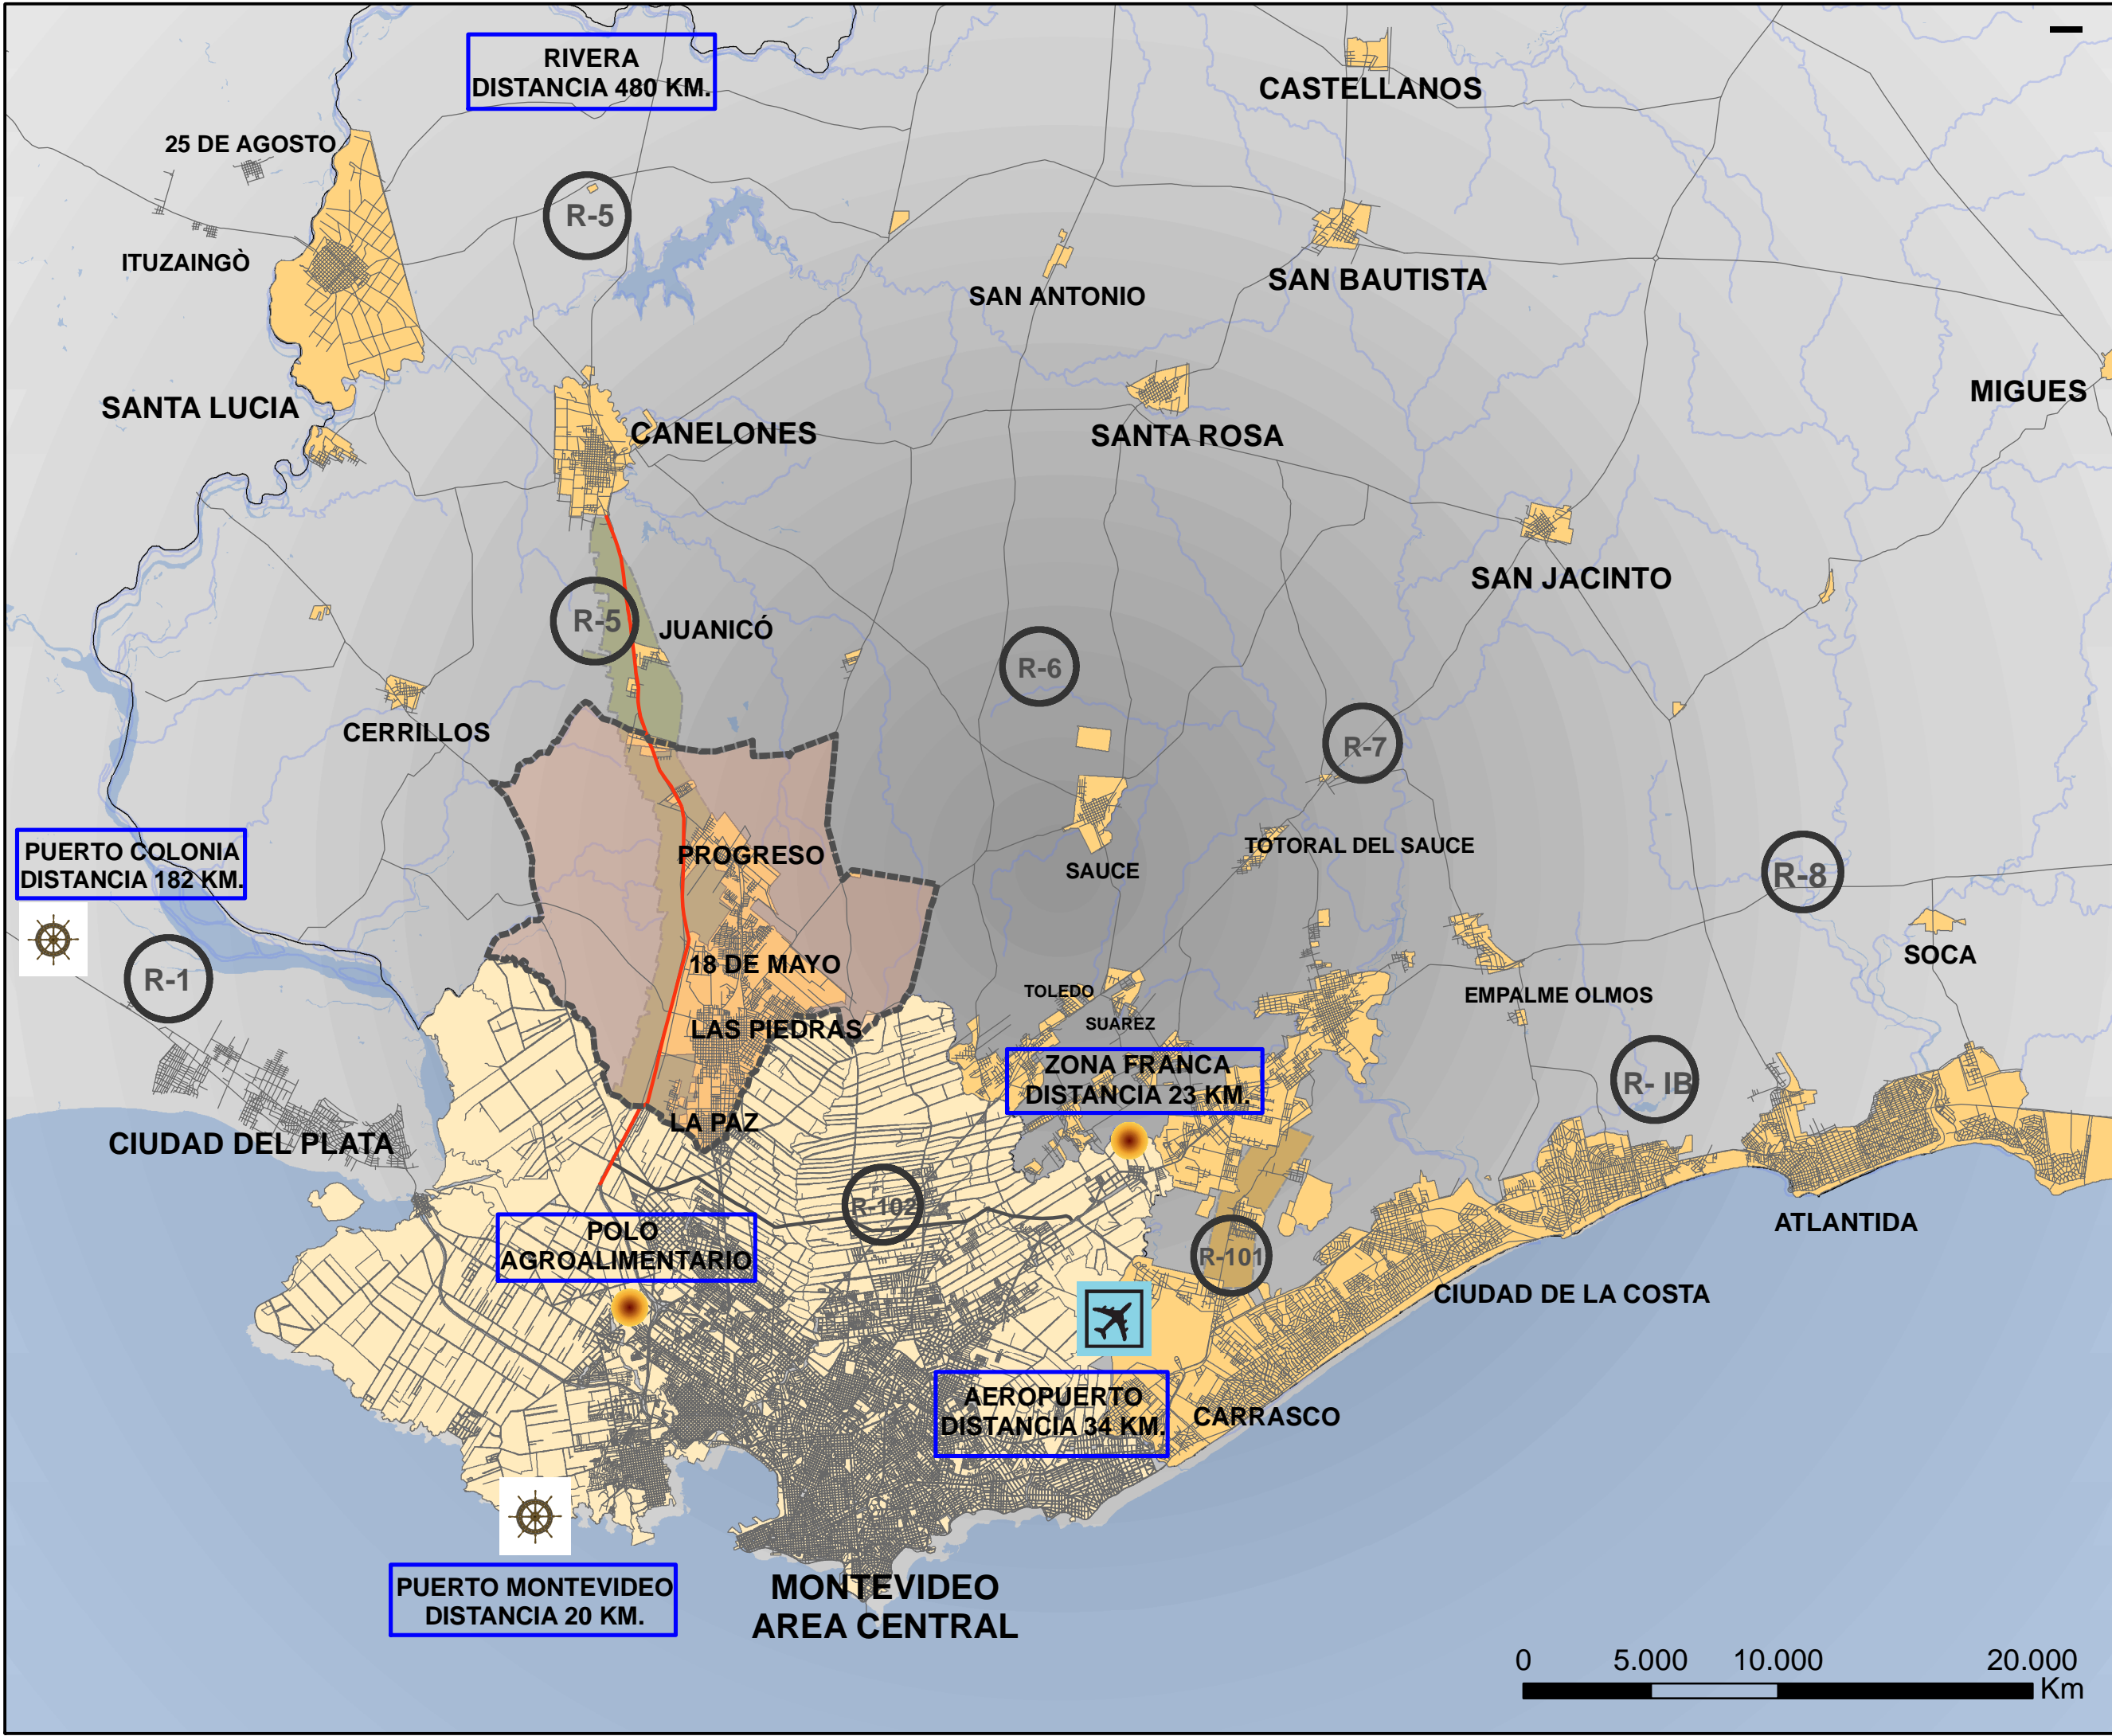 RIVERA
DISTANCIA 480 KM.
CASTELLANOS
25 DE AGOSTO
R-5
ITUZAINGÒ
SAN ANTONIO
SAN BAUTISTA
SANTA LUCIA
CANELONES
SANTA ROSA
MIGUES
SAN JACINTO
R-5
JUANICÓ
R-6
CERRILLOS
R-7
PUERTO COLONIA
DISTANCIA 182 KM.
PROGRESO
SAUCE
TOTORAL DEL SAUCE
R-8
R-1
18 DE MAYO
TOLEDO
SUAREZ
EMPALME OLMOS
SOCA
LAS PIEDRAS
ZONA FRANCA
DISTANCIA 23 KM.
R- IB
CIUDAD DEL PLATA
LA PAZ
R-102
POLO
AGROALIMENTARIO
R-101
ATLANTIDA
CIUDAD DE LA COSTA
AEROPUERTO
DISTANCIA 34 KM.
CARRASCO
PUERTO MONTEVIDEO
DISTANCIA 20 KM.
MONTEVIDEO
AREA CENTRAL
0 5.000 10.000 20.000
Km